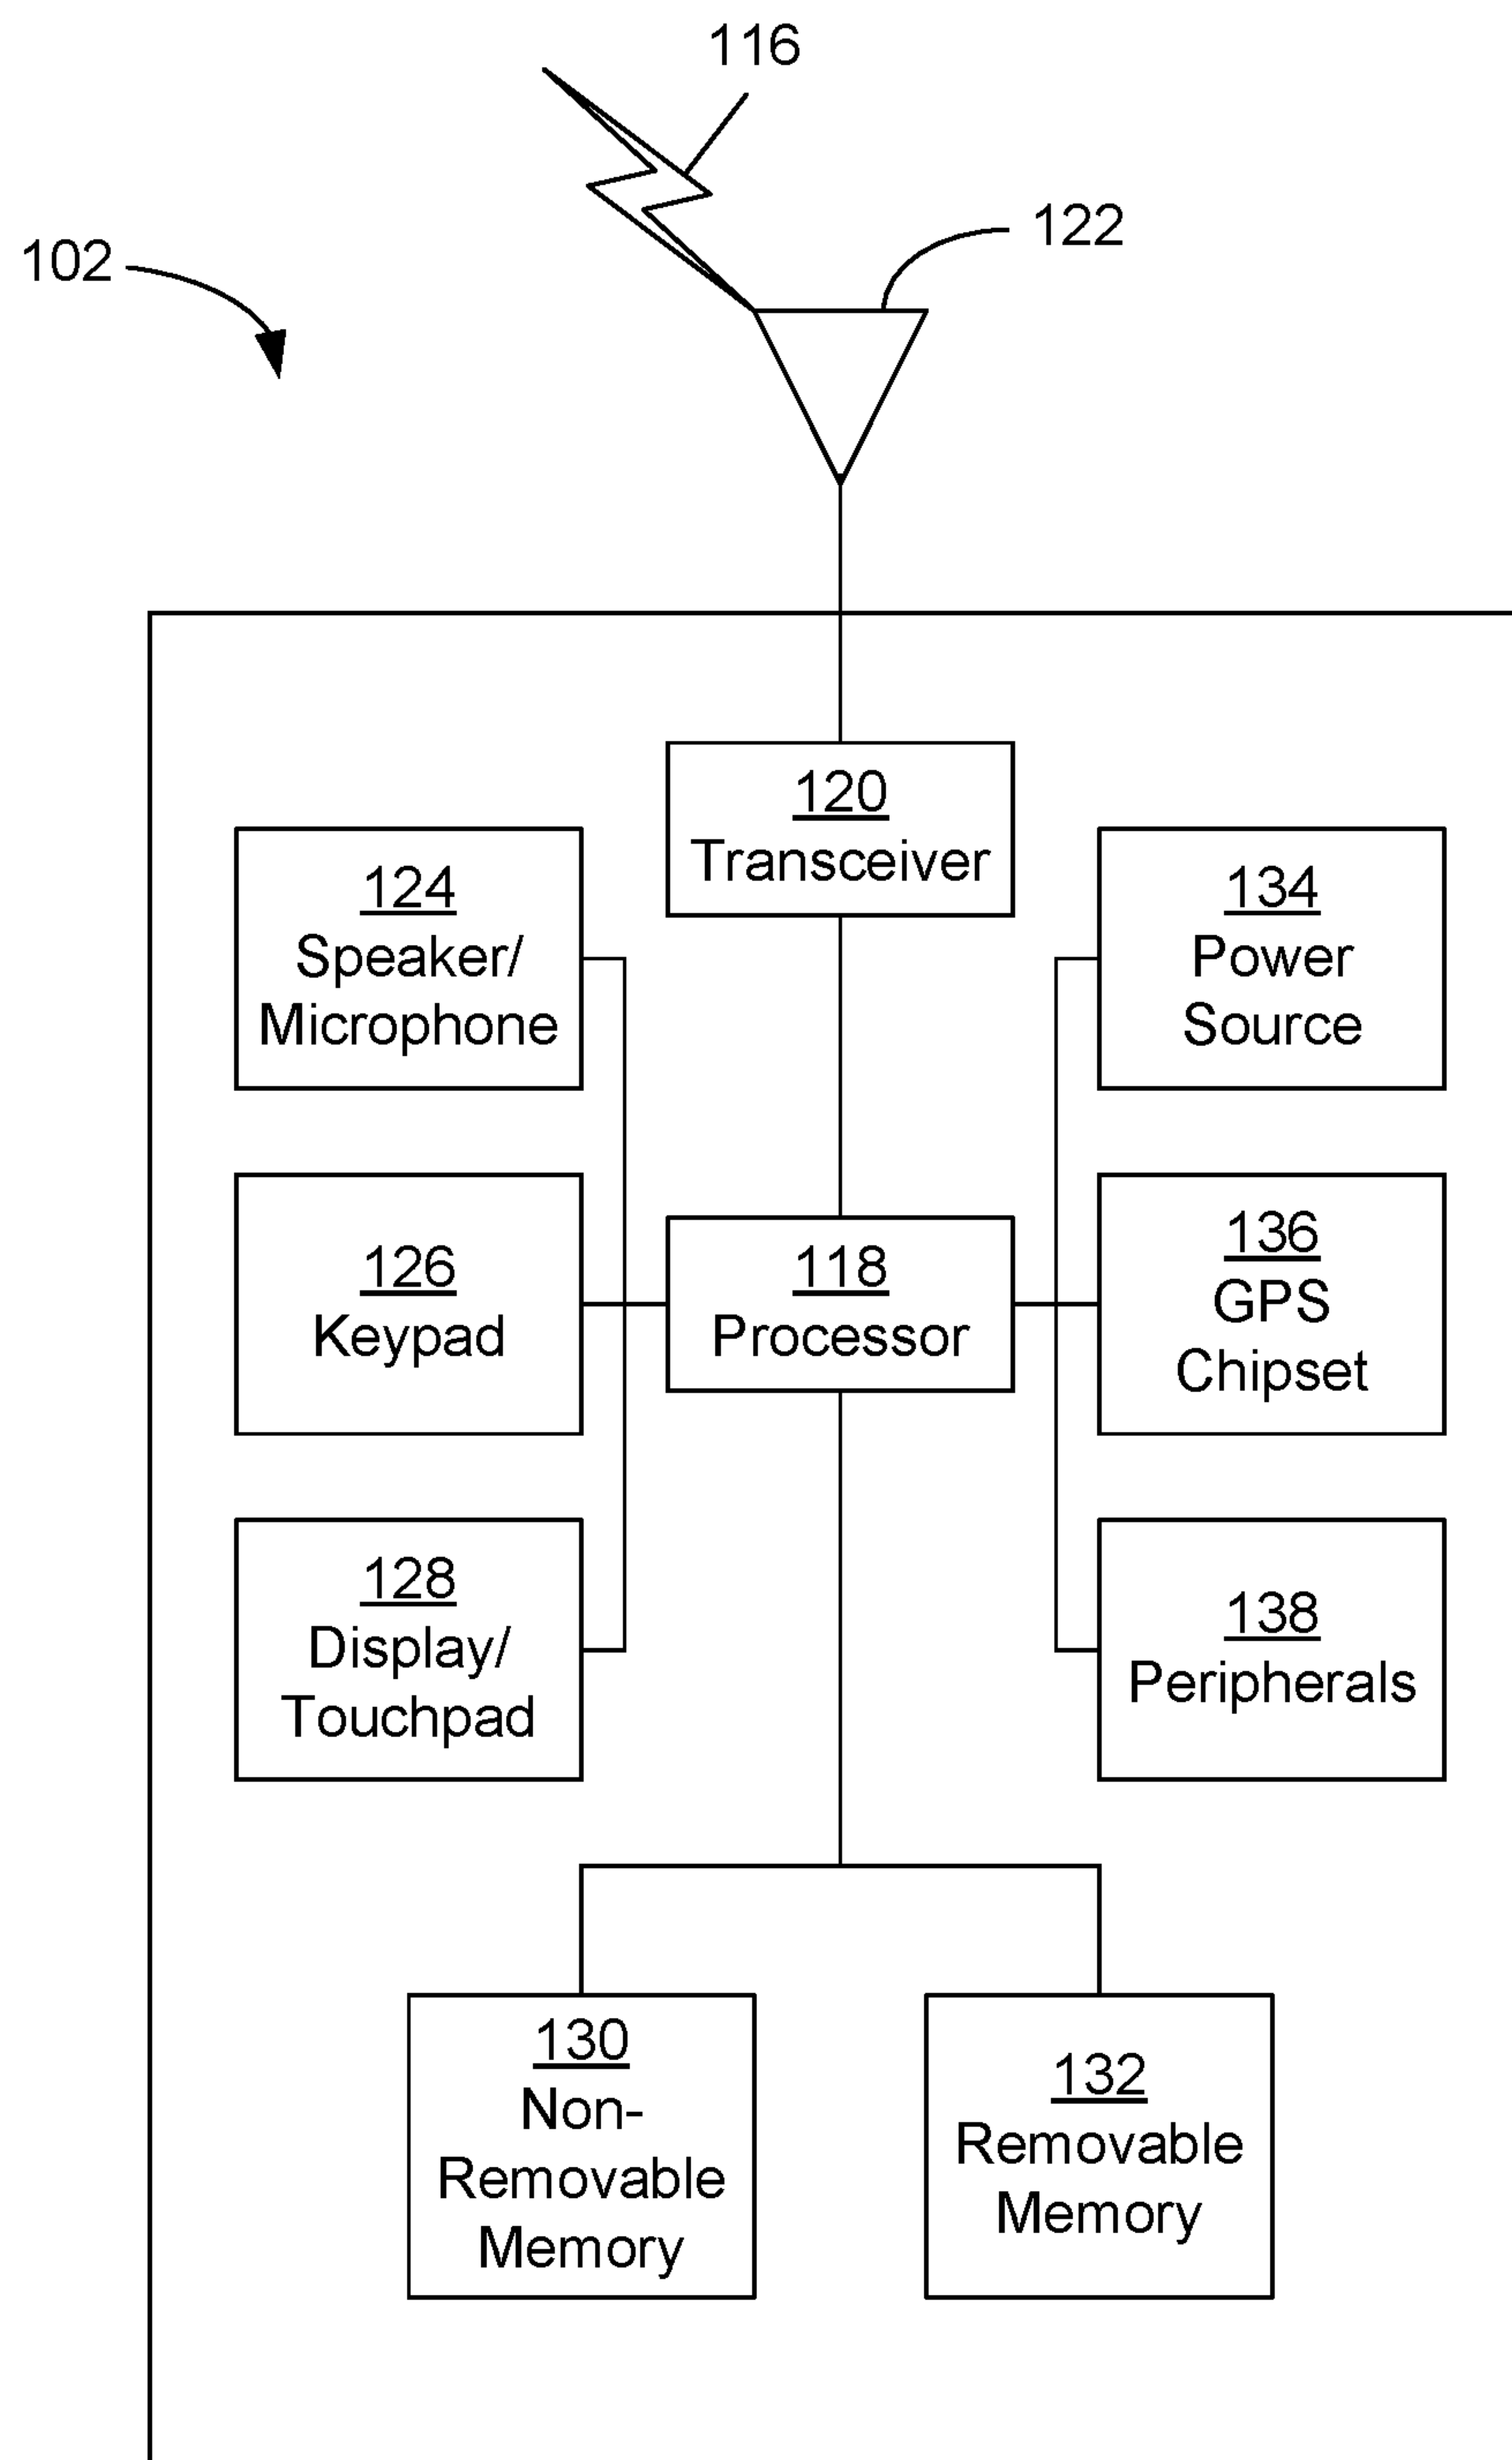 116
122
102
120
Transceiver
124
Speaker/
Microphone
134
Power
Source
126
Keypad
118
Processor
136
GPS
Chipset
128
Display/
Touchpad
138
Peripherals
130
Non-
Removable
Memory
132
Removable
Memory